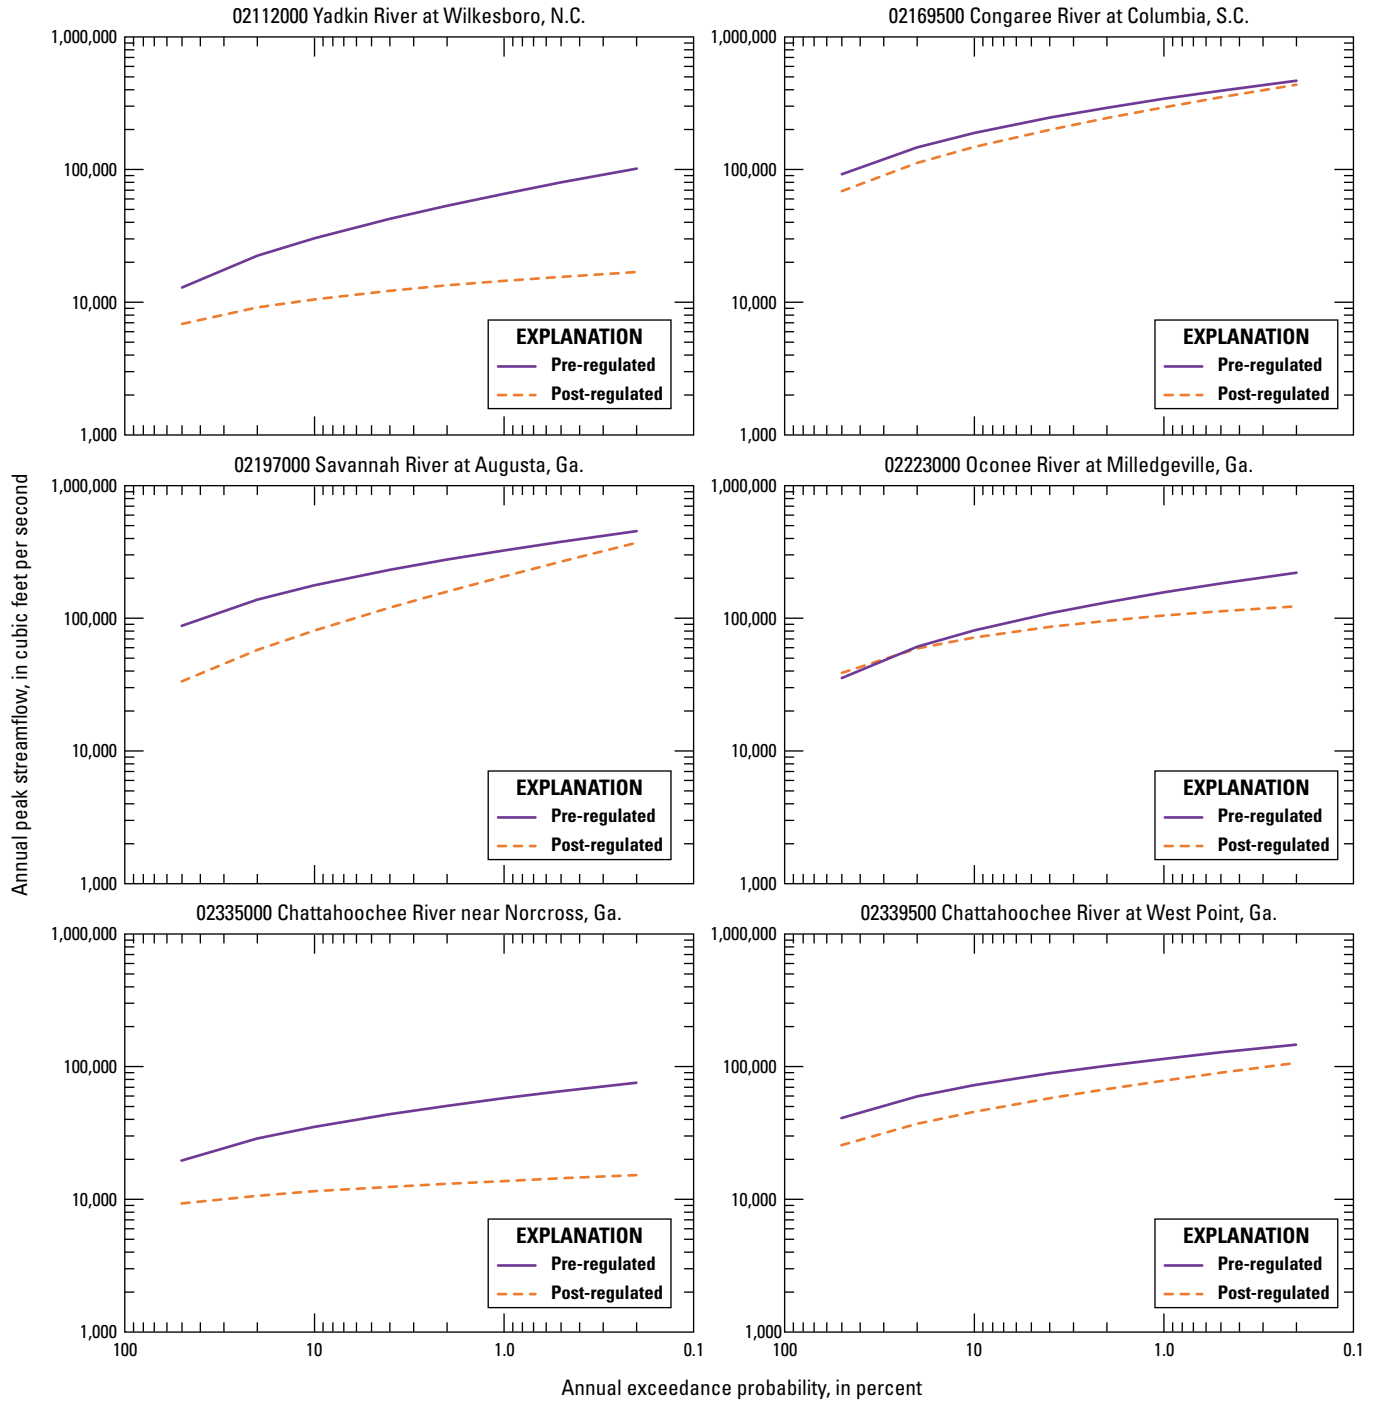 02112000 Yadkin River at Wilkesboro, N.C.
1,000,000
100,000
10,000
1,000
EXPLANATION
Pre-regulated
Post-regulated
02169500 Congaree River at Columbia, S.C.
1,000,000
100,000
10,000
1,000
EXPLANATION
Pre-regulated
Post-regulated
Annual peak streamflow, in cubic feet per second
02197000 Savannah River at Augusta, Ga.
1,000,000
100,000
10,000
1,000
EXPLANATION
Pre-regulated
Post-regulated
02223000 Oconee River at Milledgeville, Ga.
1,000,000
100,000
10,000
1,000
EXPLANATION
Pre-regulated
Post-regulated
02335000 Chattahoochee River near Norcross, Ga.
1,000,000
100,000
10,000
1,000
EXPLANATION
Pre-regulated
Post-regulated
100 10 1.0 0.1
02339500 Chattahoochee River at West Point, Ga.
1,000,000
100,000
10,000
1,000
EXPLANATION
Pre-regulated
Post-regulated
100 10 1.0 0.1
Annual exceedance probability, in percent